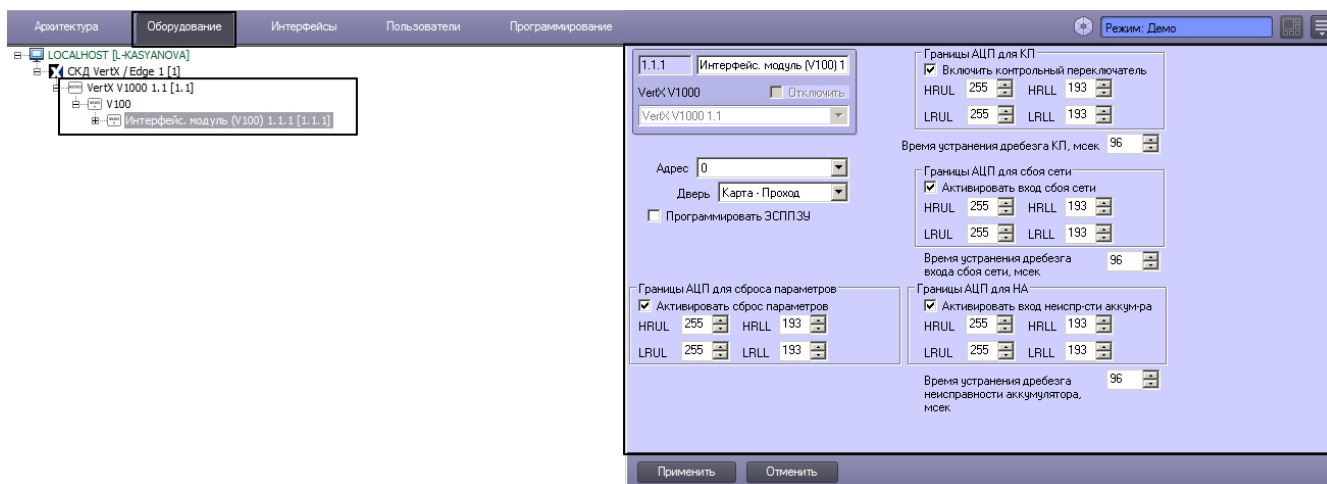 Архитектура Оборудование Интерфейсы Пользователи Программирование Режим: Демо
LOCALHOST [L-KASYANOVA]
СКД VertX / Edge 1 [1]
VertX V1000 1.1 [1.1]
V100
Интерфейс. модуль (V100) 1.1.1 [1.1.1]
1.1.1 Интерфейс. модуль (V100) 1
VertX V1000 Отключить
VertX V1000 1.1
Адрес 0
Дверь Карта - Проход
Программировать ЭСППЗУ
Границы АЦП для сброса параметров
Активировать сброс параметров
HRUL 255 HRLL 193
LRUL 255 LRLL 193
Границы АЦП для КП
Включить контрольный переключатель
HRUL 255 HRLL 193
LRUL 255 LRLL 193
Время устранения дребезга КП, мсек 96
Границы АЦП для сбоя сети
Активировать вход сбоя сети
HRUL 255 HRLL 193
LRUL 255 LRLL 193
Время устранения дребезга 96
входа сбоя сети, мсек
Границы АЦП для НА
Активировать вход неиспр-сти аккум-ра
HRUL 255 HRLL 193
LRUL 255 LRLL 193
Время устранения дребезга 96
неисправности аккумулятора,
мсек
Применить Отменить